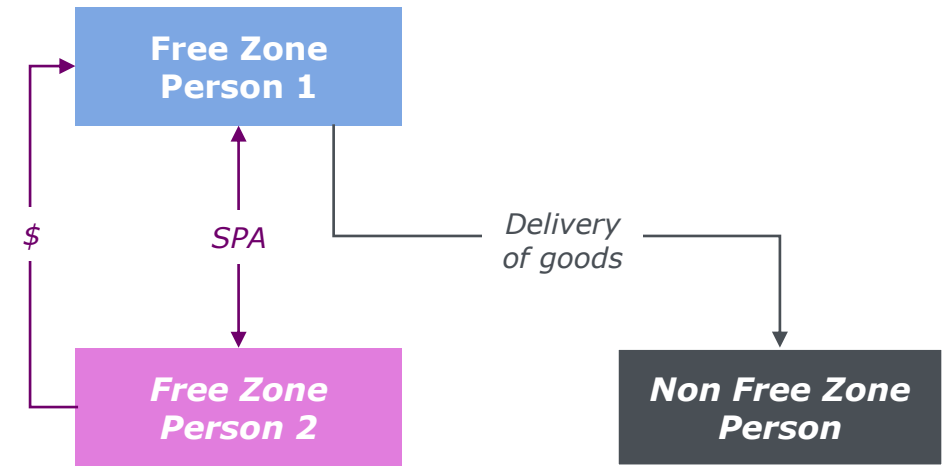 Free Zone
Person 1
$
SPA
Delivery
of goods
Free Zone
Person 2
Non Free Zone
Person